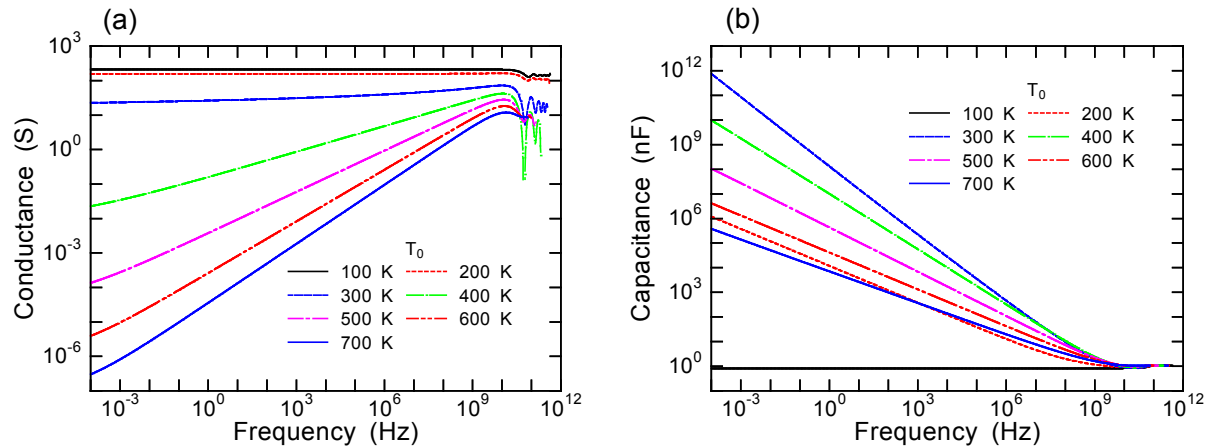 (a)
10^3
10^0
10^-3
10^-6
Conductance (S)
T_0
100 K
200 K
300 K
400 K
500 K
600 K
700 K
10^-3
10^0
10^3
10^6
10^9
10^12
Frequency (Hz)
(b)
10^12
10^10
10^8
10^6
10^3
10^0
Capacitance (nF)
T_0
100 K
200 K
300 K
400 K
500 K
600 K
700 K
10^-3
10^0
10^3
10^6
10^9
10^12
Frequency (Hz)